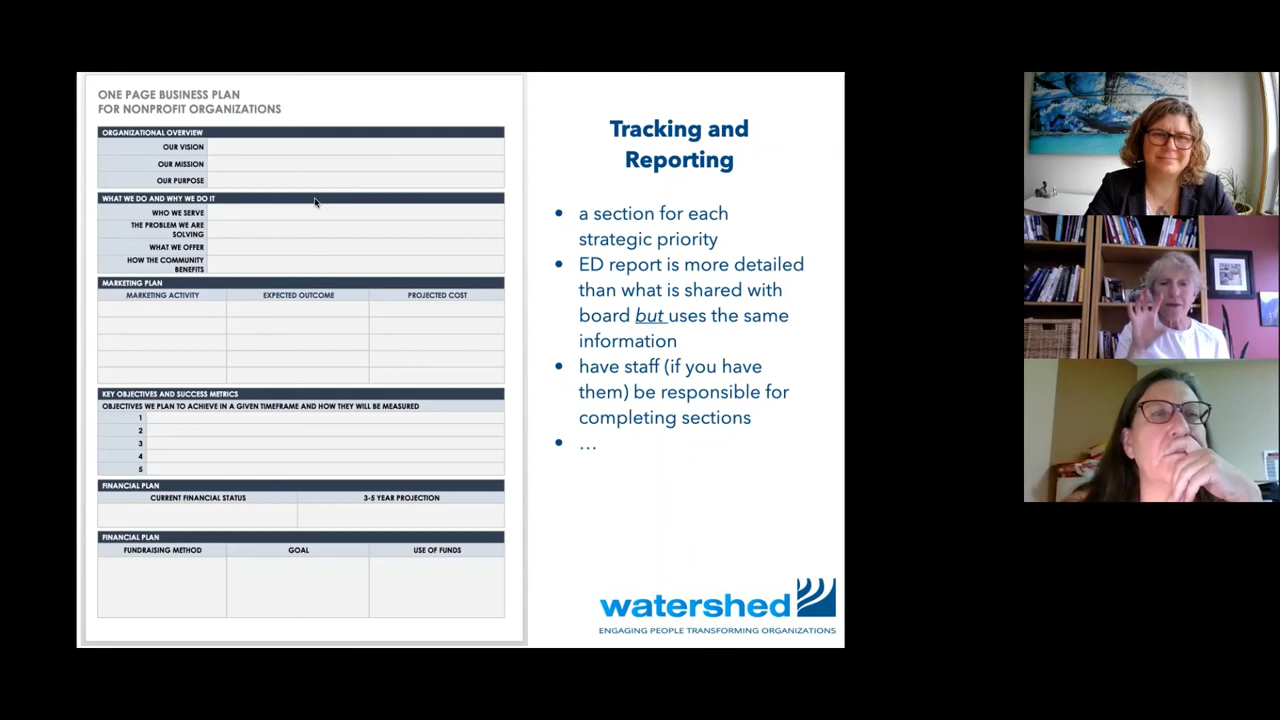 ONE PAGE BUSINESS PLAN
FOR NONPROFIT ORGANIZATIONS
ORGANIZATIONAL OVERVIEW
OUR VISION
OUR MISSION
OUR PURPOSE
WHAT WE DO AND WHY WE DO IT
WHO WE SERVE
THE PROBLEM WE ARE
SOLVING
WHAT WE OFFER
HOW THE COMMUNITY
BENEFITS
MARKETING PLAN
MARKETING ACTIVITY EXPECTED OUTCOME PROJECTED COST
KEY OBJECTIVES AND SUCCESS METRICS
OBJECTIVES WE PLAN TO ACHIEVE IN A GIVEN TIMEFRAME AND HOW THEY WILL BE MEASURED
1
2
3
4
5
FINANCIAL PLAN
CURRENT FINANCIAL STATUS 3-5 YEAR PROJECTION
FINANCIAL PLAN
FUNDRAISING METHOD GOAL USE OF FUNDS
Tracking and
Reporting
• a section for each
strategic priority
• ED report is more detailed
than what is shared with
board but uses the same
information
• have staff (if you have
them) be responsible for
completing sections
• …
watershed
ENGAGING PEOPLE TRANSFORMING ORGANIZATIONS